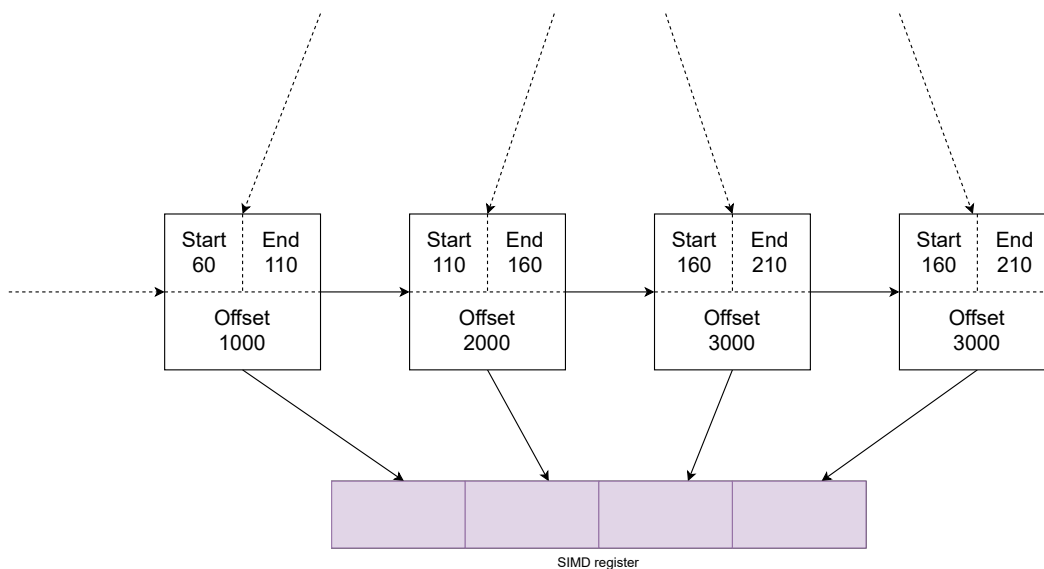 Start
60
End
110
Offset
1000
Start
110
End
160
Offset
2000
Start
160
End
210
Offset
3000
Start
160
End
210
Offset
3000
SIMD register